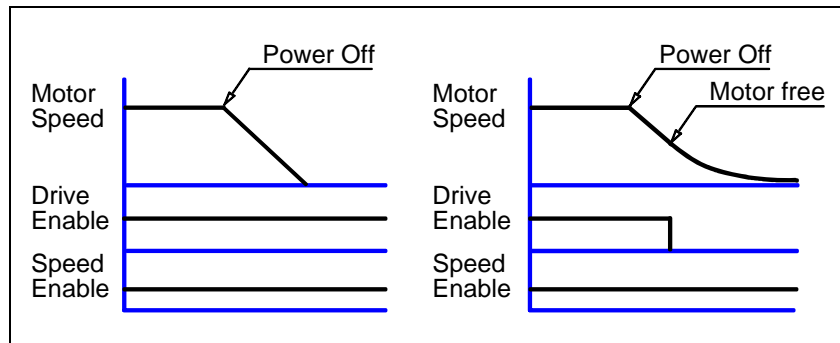 Power Off
Motor
Speed
Drive
Enable
Speed
Enable
Power Off
Motor free
Motor
Speed
Drive
Enable
Speed
Enable